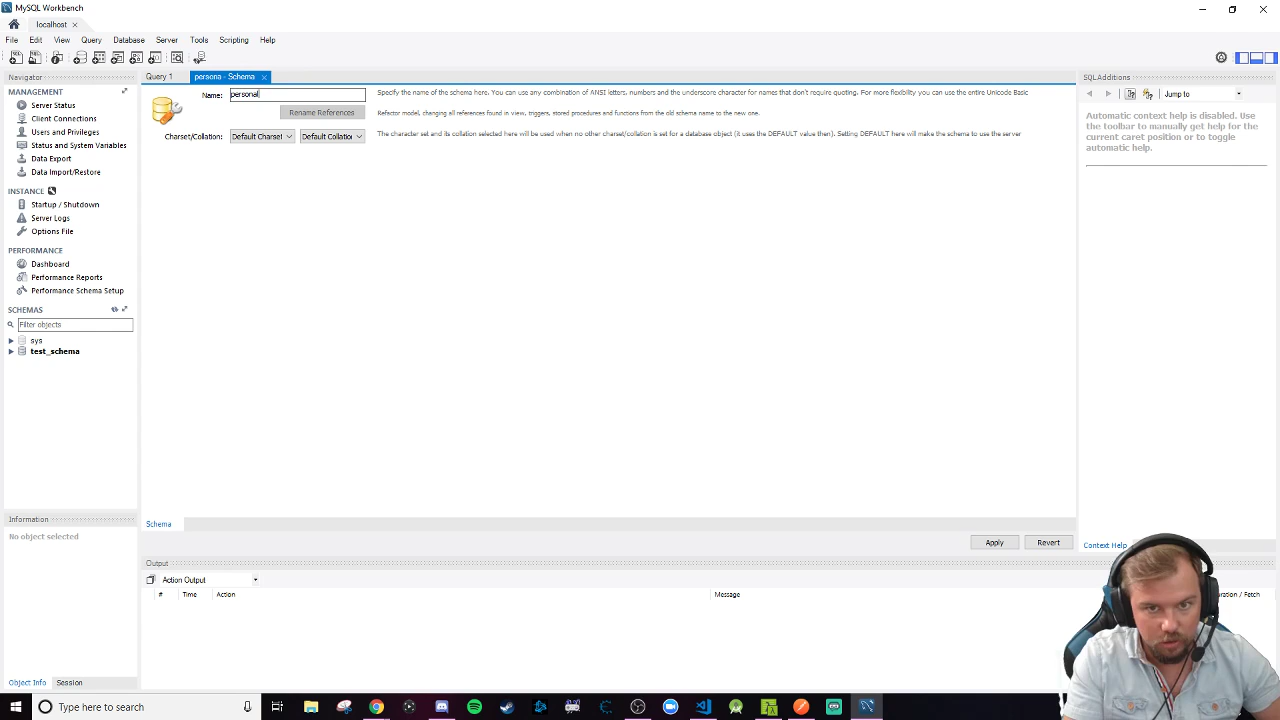 MySQL Workbench
localhost
File Edit View Query Database Server Tools Scripting Help
Navigator
MANAGEMENT
Server Status
Client Connections
Users and Privileges
Status and System Variables
Data Export
Data Import/Restore
INSTANCE
Startup / Shutdown
Server Logs
Options File
PERFORMANCE
Dashboard
Performance Reports
Performance Schema Setup
SCHEMAS
Filter objects
sys
test_schema
Information
No object selected
Object Info Session
Query 1 persona - Schema
Name: personal Specify the name of the schema here. You can use any combination of ANSI letters, numbers and the underscore character for names that don't require quoting. For more flexibility you can use the entire Unicode Basic
Rename References Refactor model, changing all references found in view, triggers, stored procedures and functions from the old schema name to the new one.
Charset/Collation: Default Charset Default Collation The character set and its collation selected here will be used when no other charset/collation is set for a database object (it uses the DEFAULT value then). Setting DEFAULT here will make the schema to use the server
Schema
Apply Revert
Output
Action Output
# Time Action Message uration / Fetch
SQLAdditions
Jump to
Automatic context help is disabled. Use
the toolbar to manually get help for the
current caret position or to toggle
automatic help.
Context Help
Type here to search